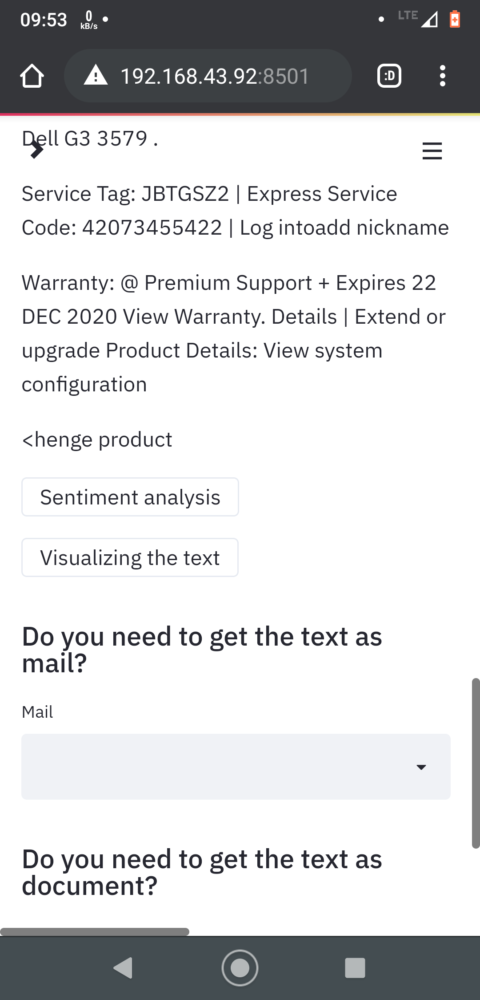 09:53
0
kB/s
LTE
192.168.43.92:8501
:D
Dell G3 3579 .
Service Tag: JBTGSZ2 | Express Service
Code: 42073455422 | Log intoadd nickname
Warranty: @ Premium Support + Expires 22
DEC 2020 View Warranty. Details | Extend or
upgrade Product Details: View system
configuration
<henge product
Sentiment analysis
Visualizing the text
Do you need to get the text as
mail?
Mail
Do you need to get the text as
document?